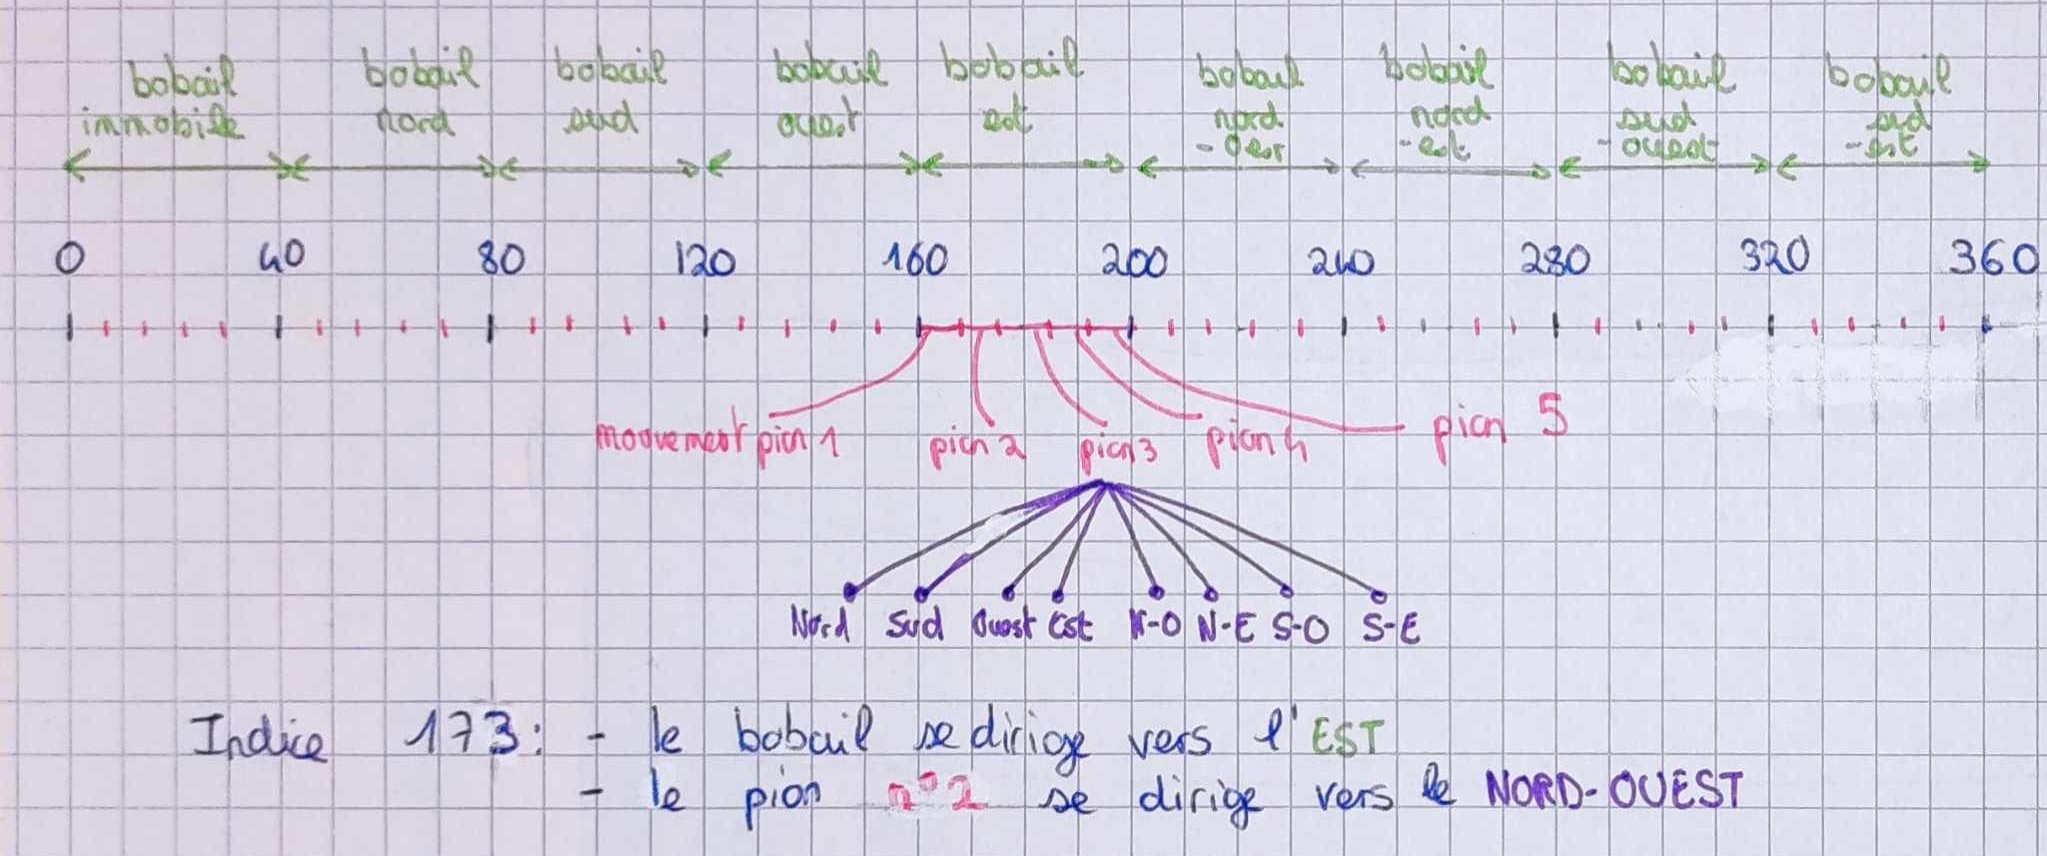 bobail bobail bobail bobail bobail bobail bobail bobail bobail
immobile nord sud ouest est nord nord sud sud
- ouest - est - ouest - est
0 40 80 120 160 200 240 280 320 360
moovement pion 1 pion 2 pion 3 pion 4 pion 5
Nord Sud Ouest Est N-O N-E S-O S-E
Indice 173: - le bobail se dirige vers l'EST
- le pion n°2 se dirige vers le NORD-OUEST